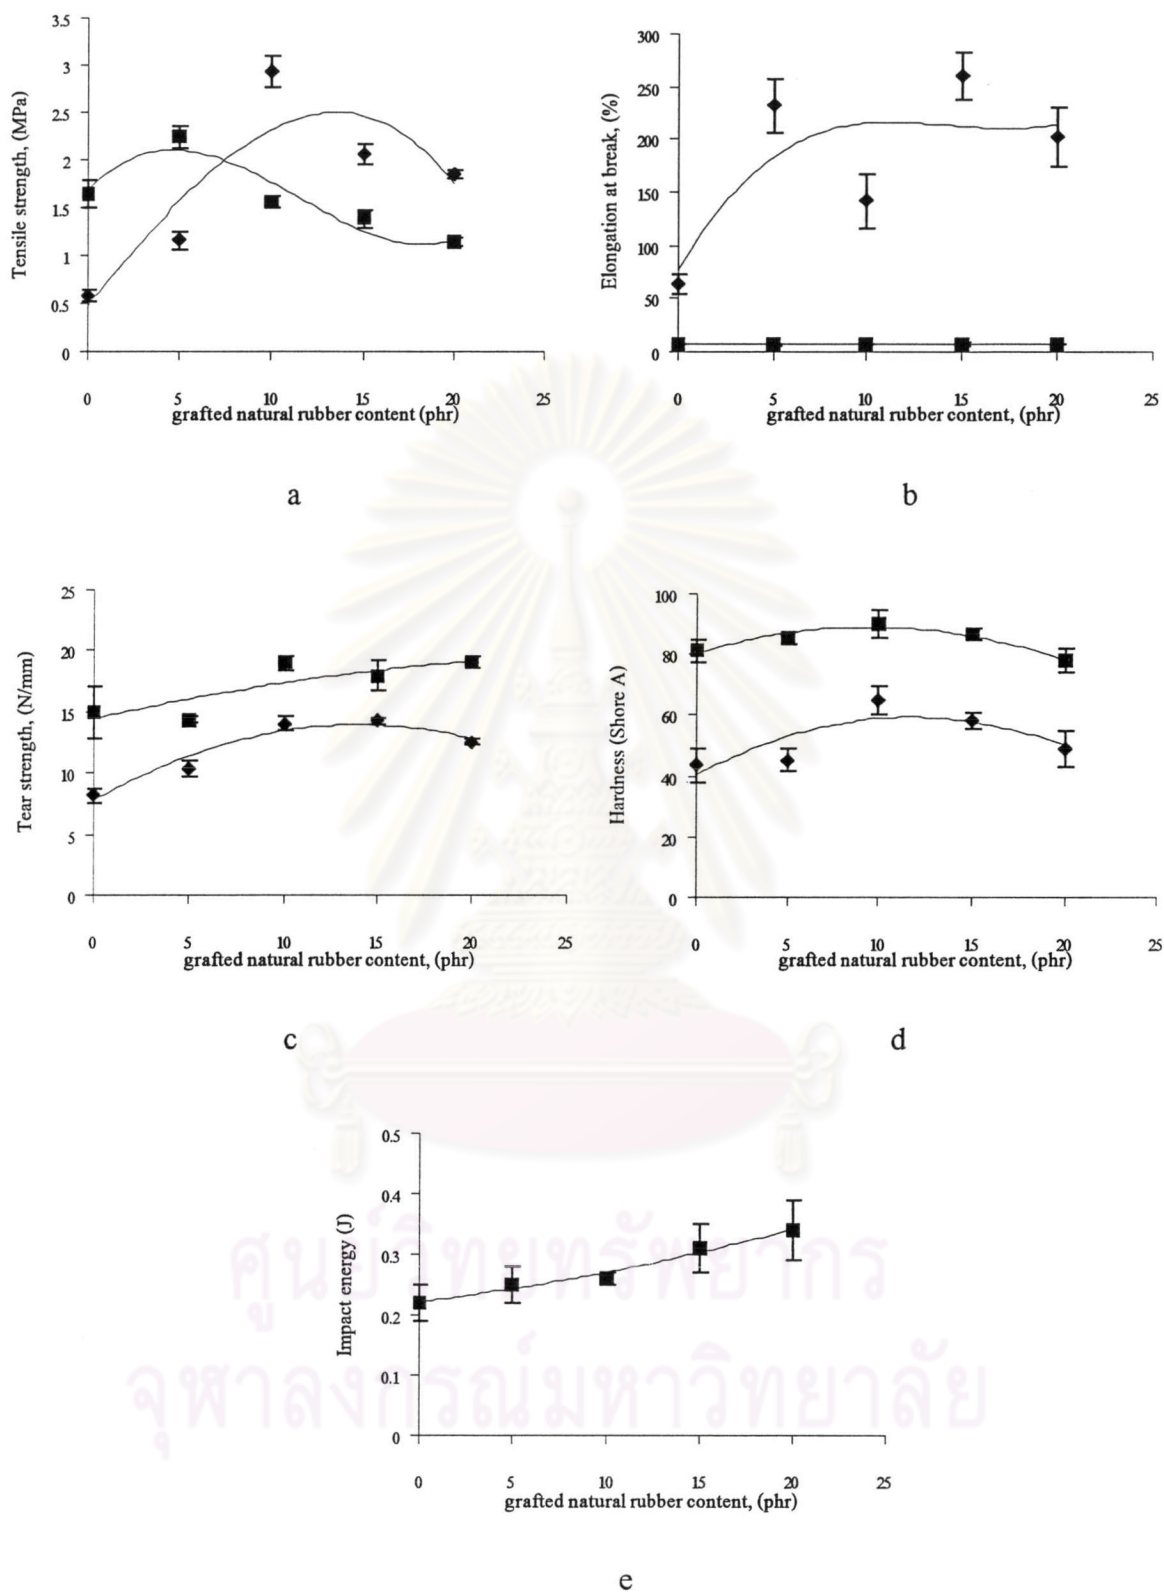 3.5
3
2.5
2
1.5
1
0.5
0
Tensile strength, (MPa)
0 5 10 15 20 25
grafted natural rubber content (phr)
a
300
250
200
150
100
50
0
Elongation at break, (%)
0 5 10 15 20 25
grafted natural rubber content, (phr)
b
25
20
15
10
5
0
Tear strength, (N/mm)
0 5 10 15 20 25
grafted natural rubber content, (phr)
c
100
80
60
40
20
0
Hardness (Shore A)
0 5 10 15 20 25
grafted natural rubber content, (phr)
d
0.5
0.4
0.3
0.2
0.1
0
Impact energy (J)
0 5 10 15 20 25
grafted natural rubber content, (phr)
e
ศูนย์วิทยทรัพยากร
จุฬาลงกรณ์มหาวิทยาลัย